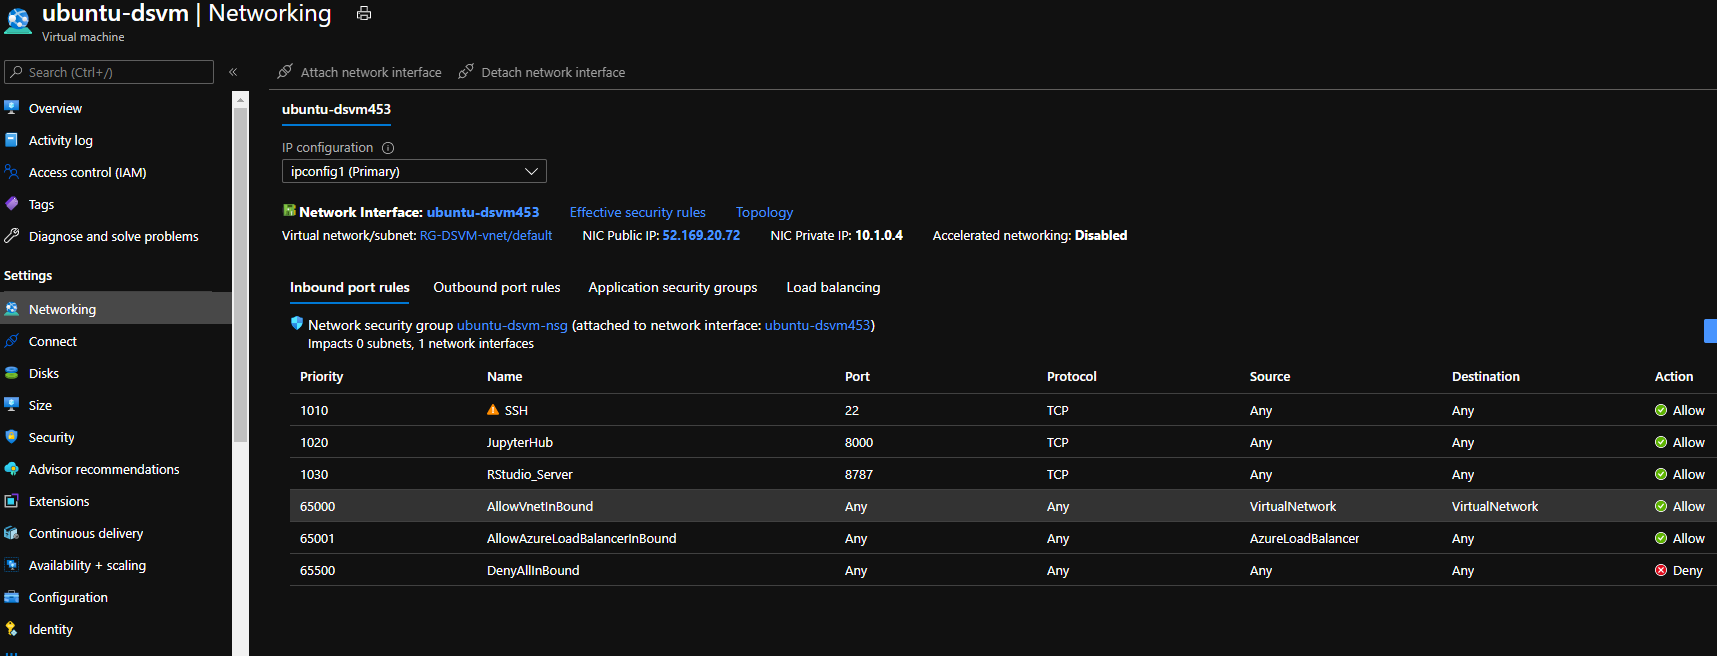 ubuntu-dsvm | Networking
Virtual machine
Search (Ctrl+/)
«
Overview
Activity log
Access control (IAM)
Tags
Diagnose and solve problems
Settings
Networking
Connect
Disks
Size
Security
Advisor recommendations
Extensions
Continuous delivery
Availability + scaling
Configuration
Identity
Attach network interface Detach network interface
ubuntu-dsvm453
IP configuration
ipconfig1 (Primary)
Network Interface: ubuntu-dsvm453 Effective security rules Topology
Virtual network/subnet: RG-DSVM-vnet/default NIC Public IP: 52.169.20.72 NIC Private IP: 10.1.0.4 Accelerated networking: Disabled
Inbound port rules Outbound port rules Application security groups Load balancing
Network security group ubuntu-dsvm-nsg (attached to network interface: ubuntu-dsvm453)
Impacts 0 subnets, 1 network interfaces
Priority Name Port Protocol Source Destination Action
1010 SSH 22 TCP Any Any Allow
1020 JupyterHub 8000 TCP Any Any Allow
1030 RStudio_Server 8787 TCP Any Any Allow
65000 AllowVnetInBound Any Any VirtualNetwork VirtualNetwork Allow
65001 AllowAzureLoadBalancerInBound Any Any AzureLoadBalancer Any Allow
65500 DenyAllInBound Any Any Any Any Deny